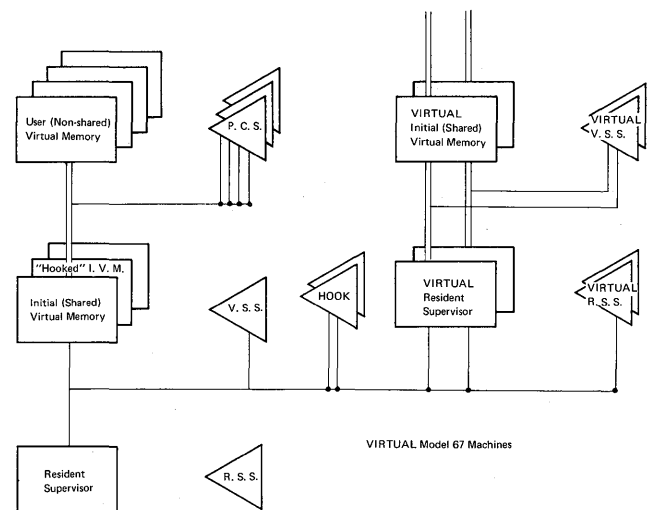 User (Non-shared)
Virtual Memory
P. C. S.
VIRTUAL
Initial (Shared)
Virtual Memory
VIRTUAL
V. S. S.
"Hooked" I. V. M.
Initial (Shared)
Virtual Memory
V. S. S.
HOOK
VIRTUAL
Resident
Supervisor
VIRTUAL
R. S. S.
VIRTUAL Model 67 Machines
Resident
Supervisor
R. S. S.